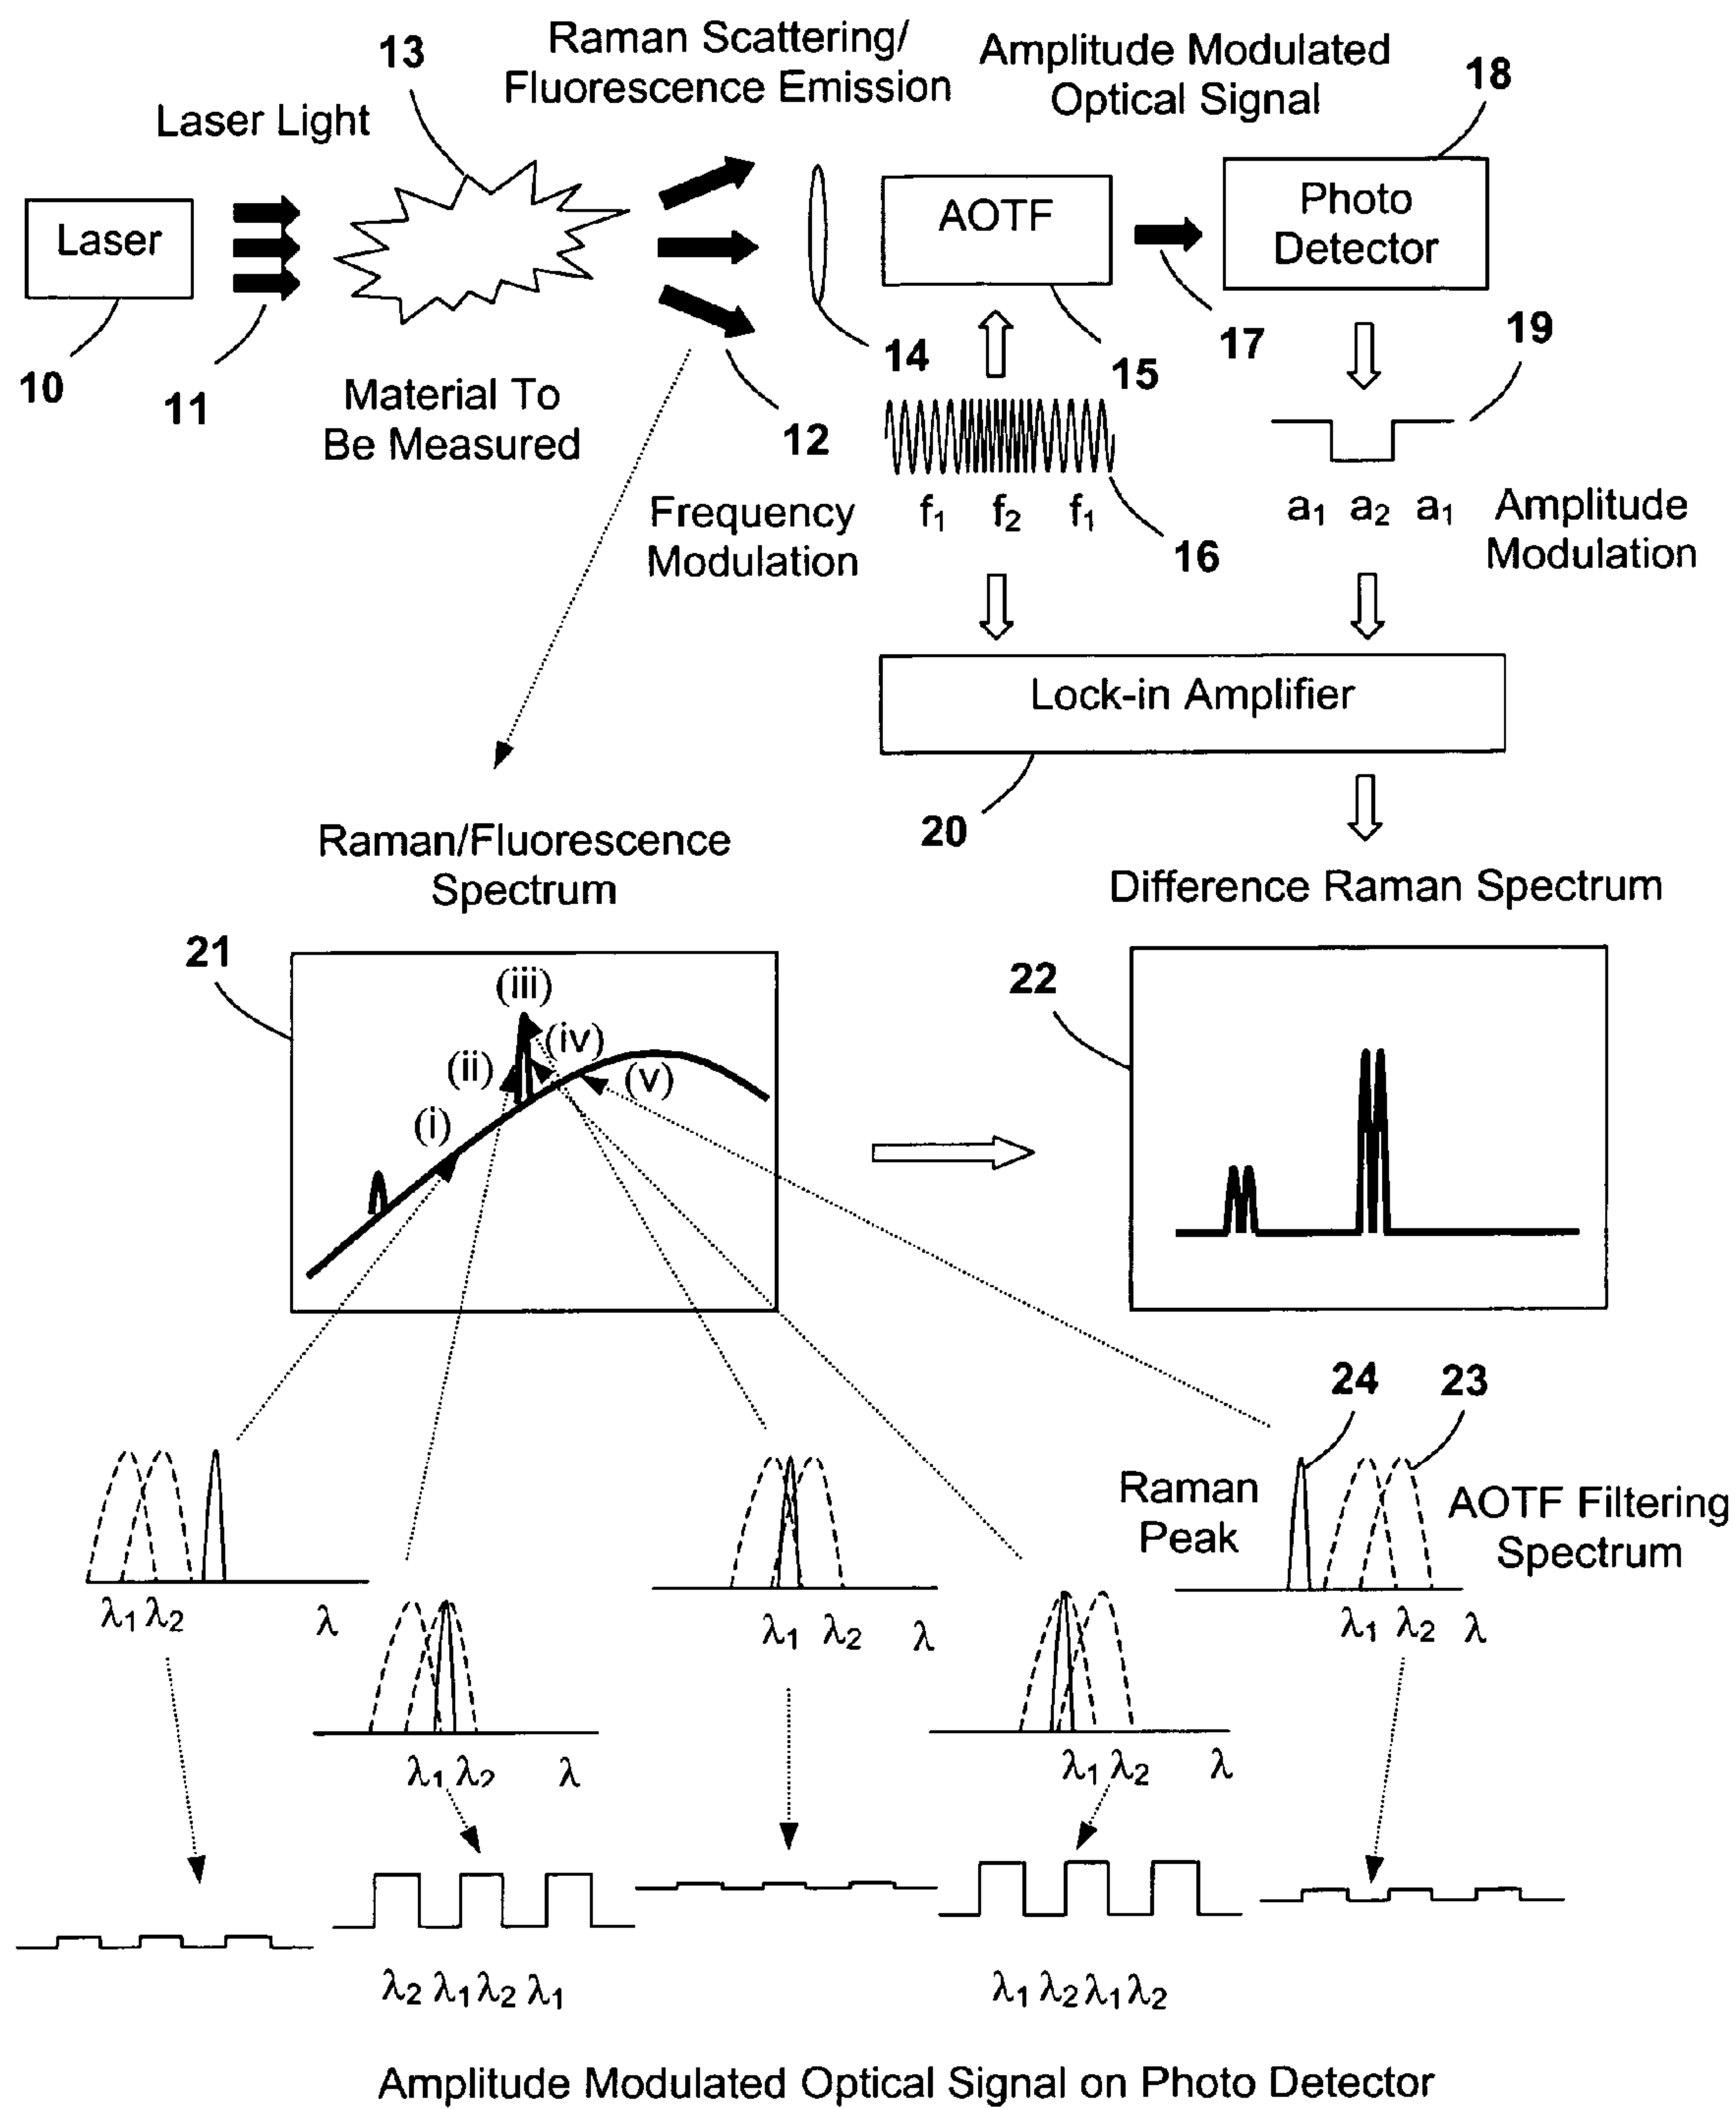 13
Raman Scattering/
Fluorescence Emission
Amplitude Modulated
Optical Signal
18
Laser Light
Laser
AOTF
Photo
Detector
10
11
Material To
Be Measured
12
14
15
17
19
Frequency
Modulation
f1 f2 f1
16
a1 a2 a1
Amplitude
Modulation
Lock-in Amplifier
20
Raman/Fluorescence
Spectrum
Difference Raman Spectrum
21
22
(iii)
(iv)
(ii)
(v)
(i)
24
23
Raman
Peak
AOTF Filtering
Spectrum
λ1 λ2 λ
λ1 λ2 λ
λ1 λ2 λ
λ1 λ2 λ
λ1 λ2 λ
λ2 λ1 λ2 λ1
λ1 λ2 λ1 λ2
Amplitude Modulated Optical Signal on Photo Detector